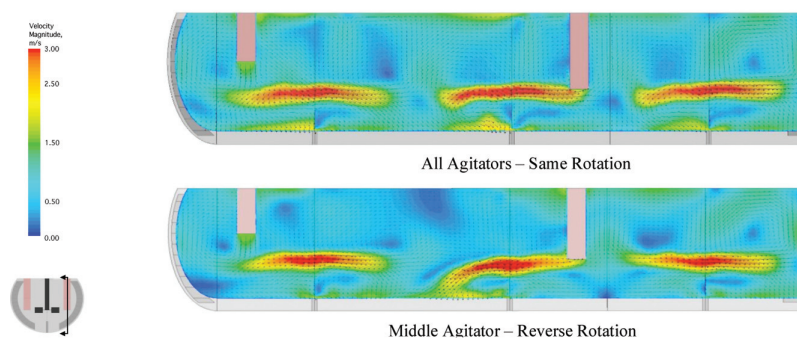 Velocity
Magnitude,
m/s
3.00
2.50
1.50
0.50
0.00
All Agitators – Same Rotation
Middle Agitator – Reverse Rotation